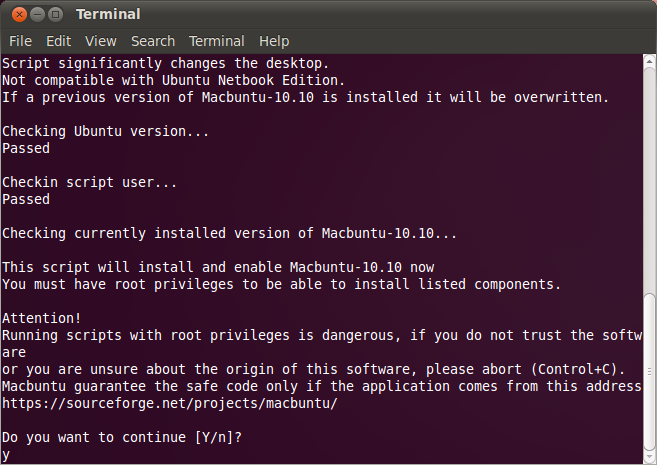 Terminal
File Edit View Search Terminal Help
Script significantly changes the desktop.
Not compatible with Ubuntu Netbook Edition.
If a previous version of Macbuntu-10.10 is installed it will be overwritten.
Checking Ubuntu version...
Passed
Checkin script user...
Passed
Checking currently installed version of Macbuntu-10.10...
This script will install and enable Macbuntu-10.10 now
You must have root privileges to be able to install listed components.
Attention!
Running scripts with root privileges is dangerous, if you do not trust the softw
are
or you are unsure about the origin of this software, please abort (Control+C).
Macbuntu guarantee the safe code only if the application comes from this address
https://sourceforge.net/projects/macbuntu/
Do you want to continue [Y/n]?
y